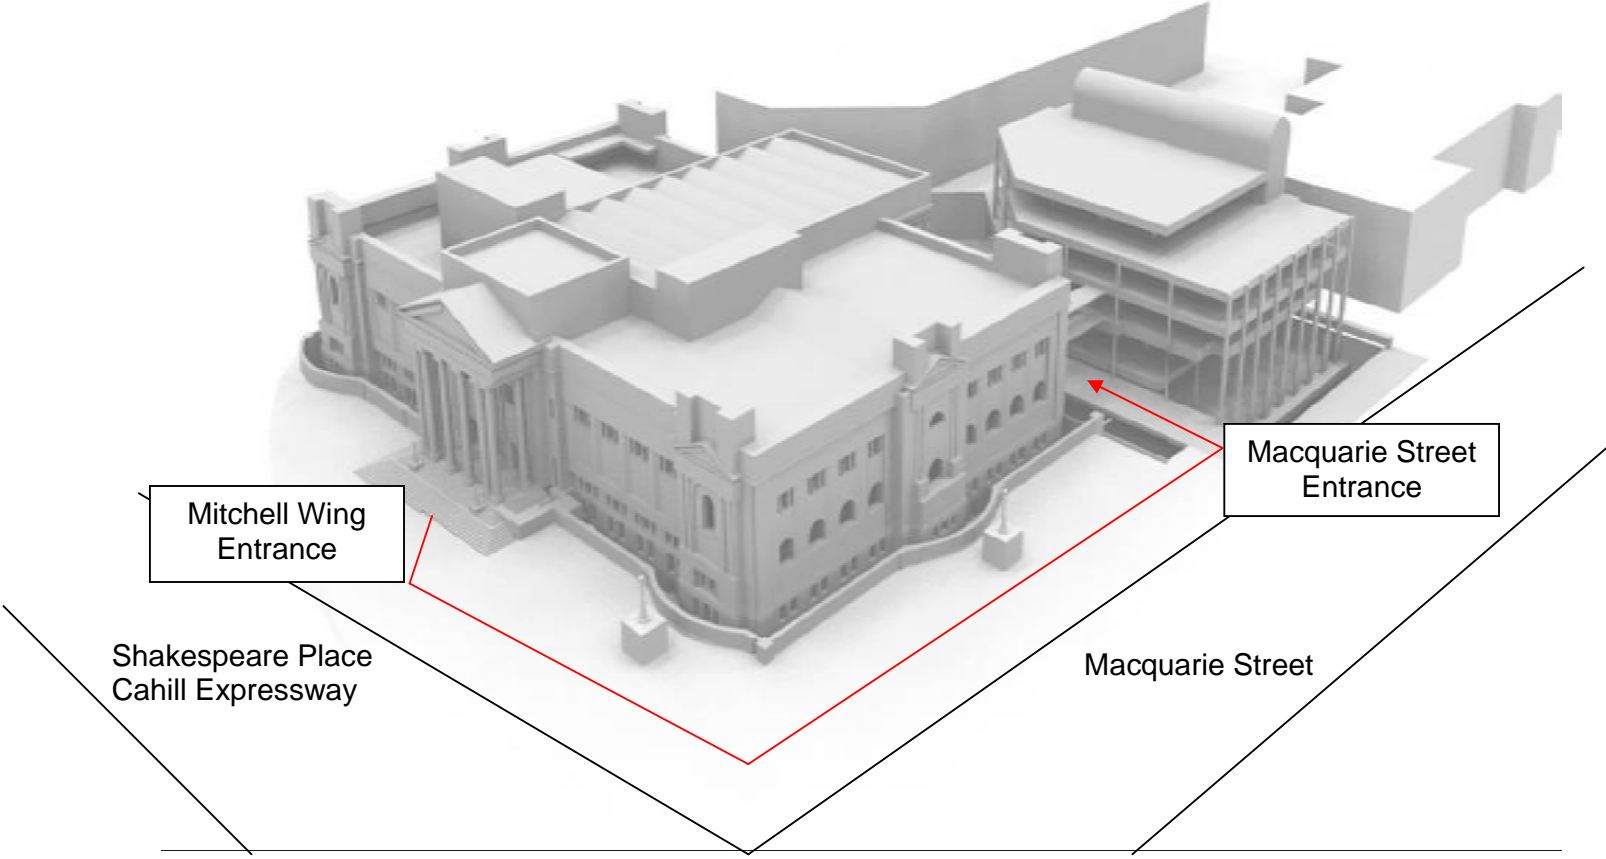 Macquarie Street
Entrance
Mitchell Wing
Entrance
Shakespeare Place
Cahill Expressway
Macquarie Street